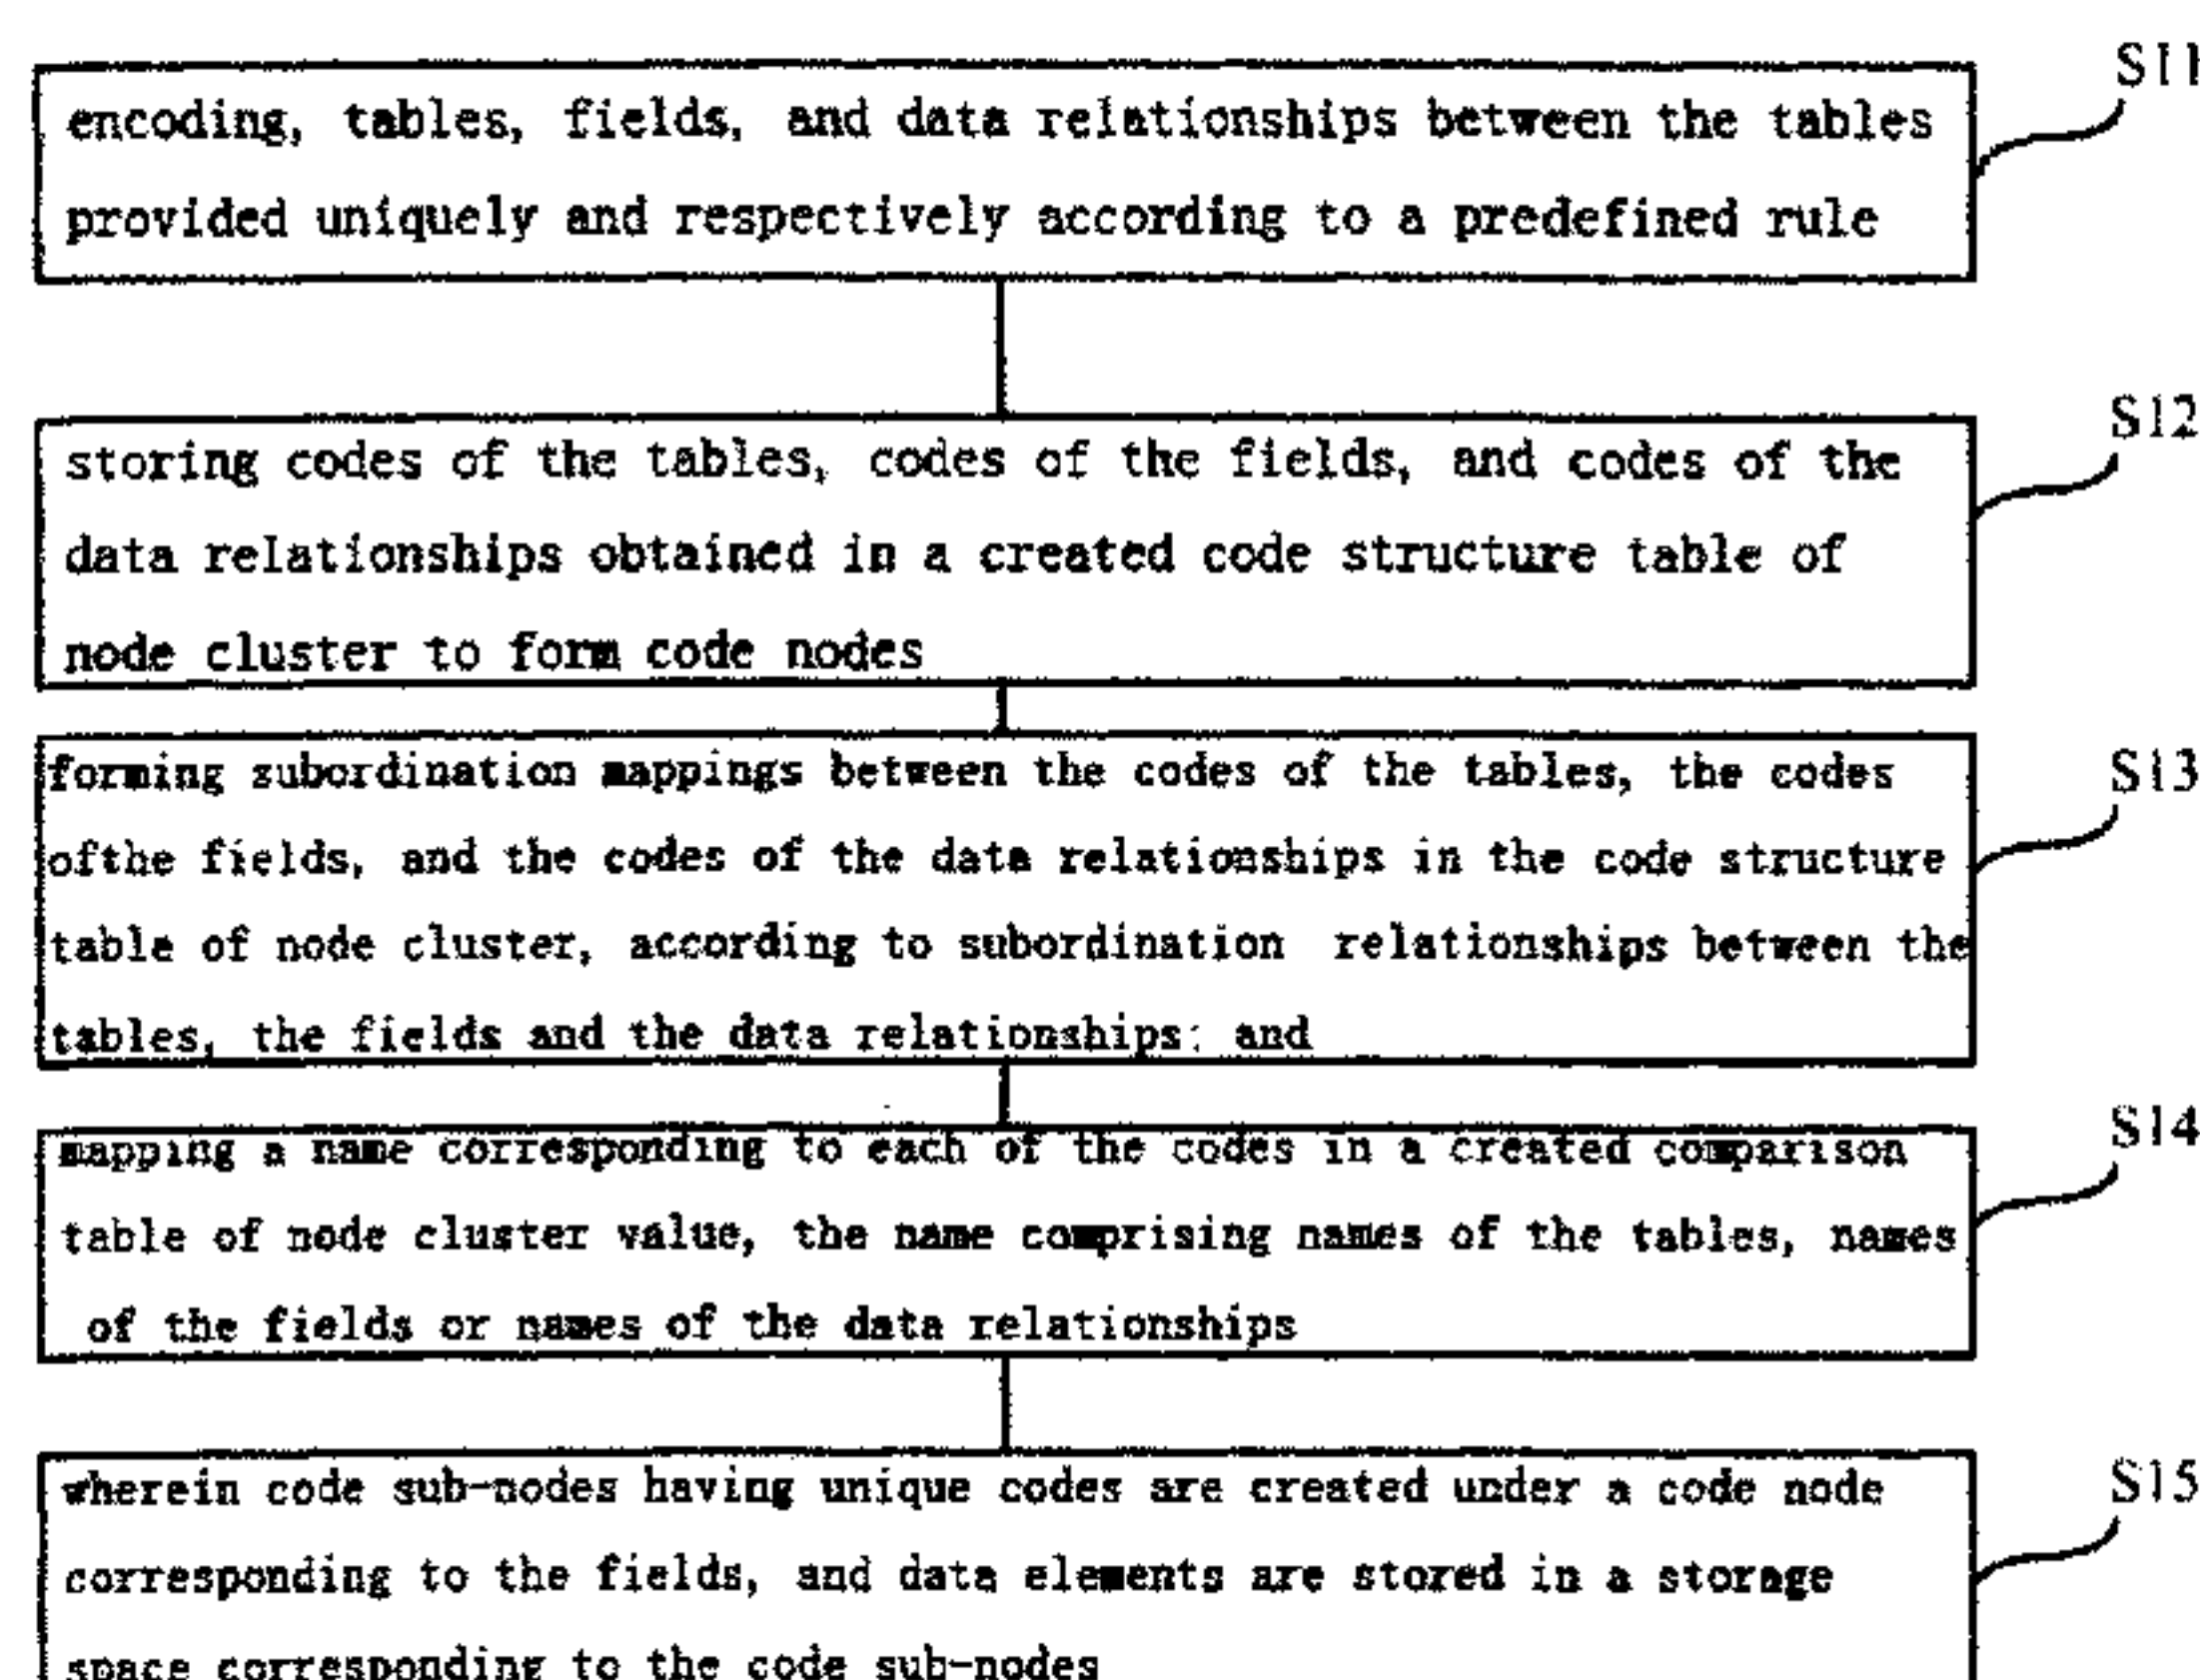 S11
encoding, tables, fields, and data relationships between the tables
provided uniquely and respectively according to a predefined rule
S12
storing codes of the tables, codes of the fields, and codes of the
data relationships obtained in a created code structure table of
node cluster to form code nodes
S13
forming subordination mappings between the codes of the tables, the codes
ofthe fields, and the codes of the data relationships in the code structure
table of node cluster, according to subordination relationships between the
tables, the fields and the data relationships; and
S14
mapping a name corresponding to each of the codes in a created comparison
table of node cluster value, the name comprising names of the tables, names
of the fields or names of the data relationships
S15
wherein code sub-nodes having unique codes are created under a code node
corresponding to the fields, and data elements are stored in a storage
space corresponding to the code sub-nodes